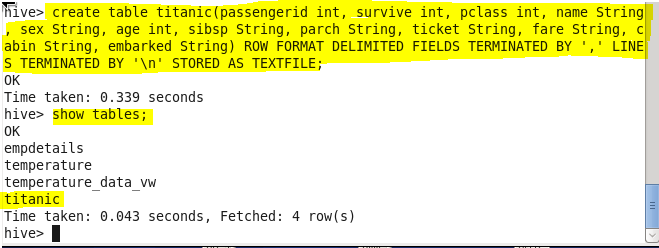 hive> create table titanic(passengerid int, survive int, pclass int, name String
, sex String, age int, sibsp String, parch String, ticket String, fare String, c
abin String, embarked String) ROW FORMAT DELIMITED FIELDS TERMINATED BY ',' LINE
S TERMINATED BY '\n' STORED AS TEXTFILE;
OK
Time taken: 0.339 seconds
hive> show tables;
OK
empdetails
temperature
temperature_data_vw
titanic
Time taken: 0.043 seconds, Fetched: 4 row(s)
hive>